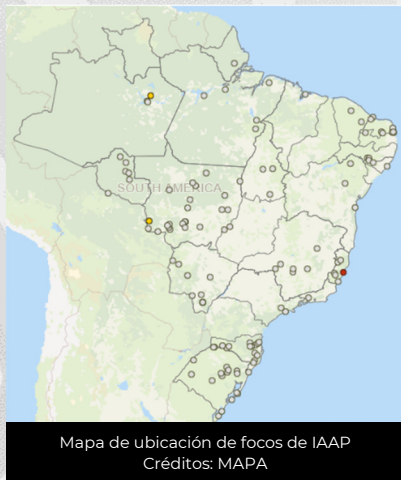 SOUTH AMERICA
Mapa de ubicación de focos de IAAP
Créditos: MAPA